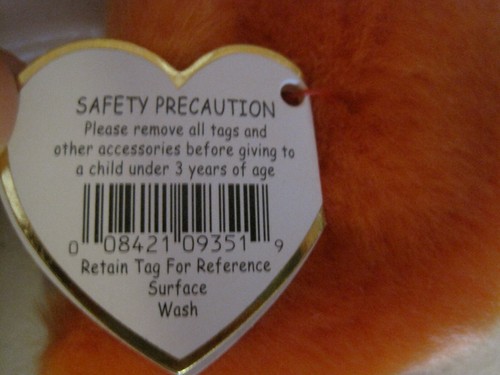 SAFETY PRECAUTION
Please remove all tags and
other accessories before giving to
a child under 3 years of age
0 08421 09351 9
Retain Tag For Reference
Surface
Wash